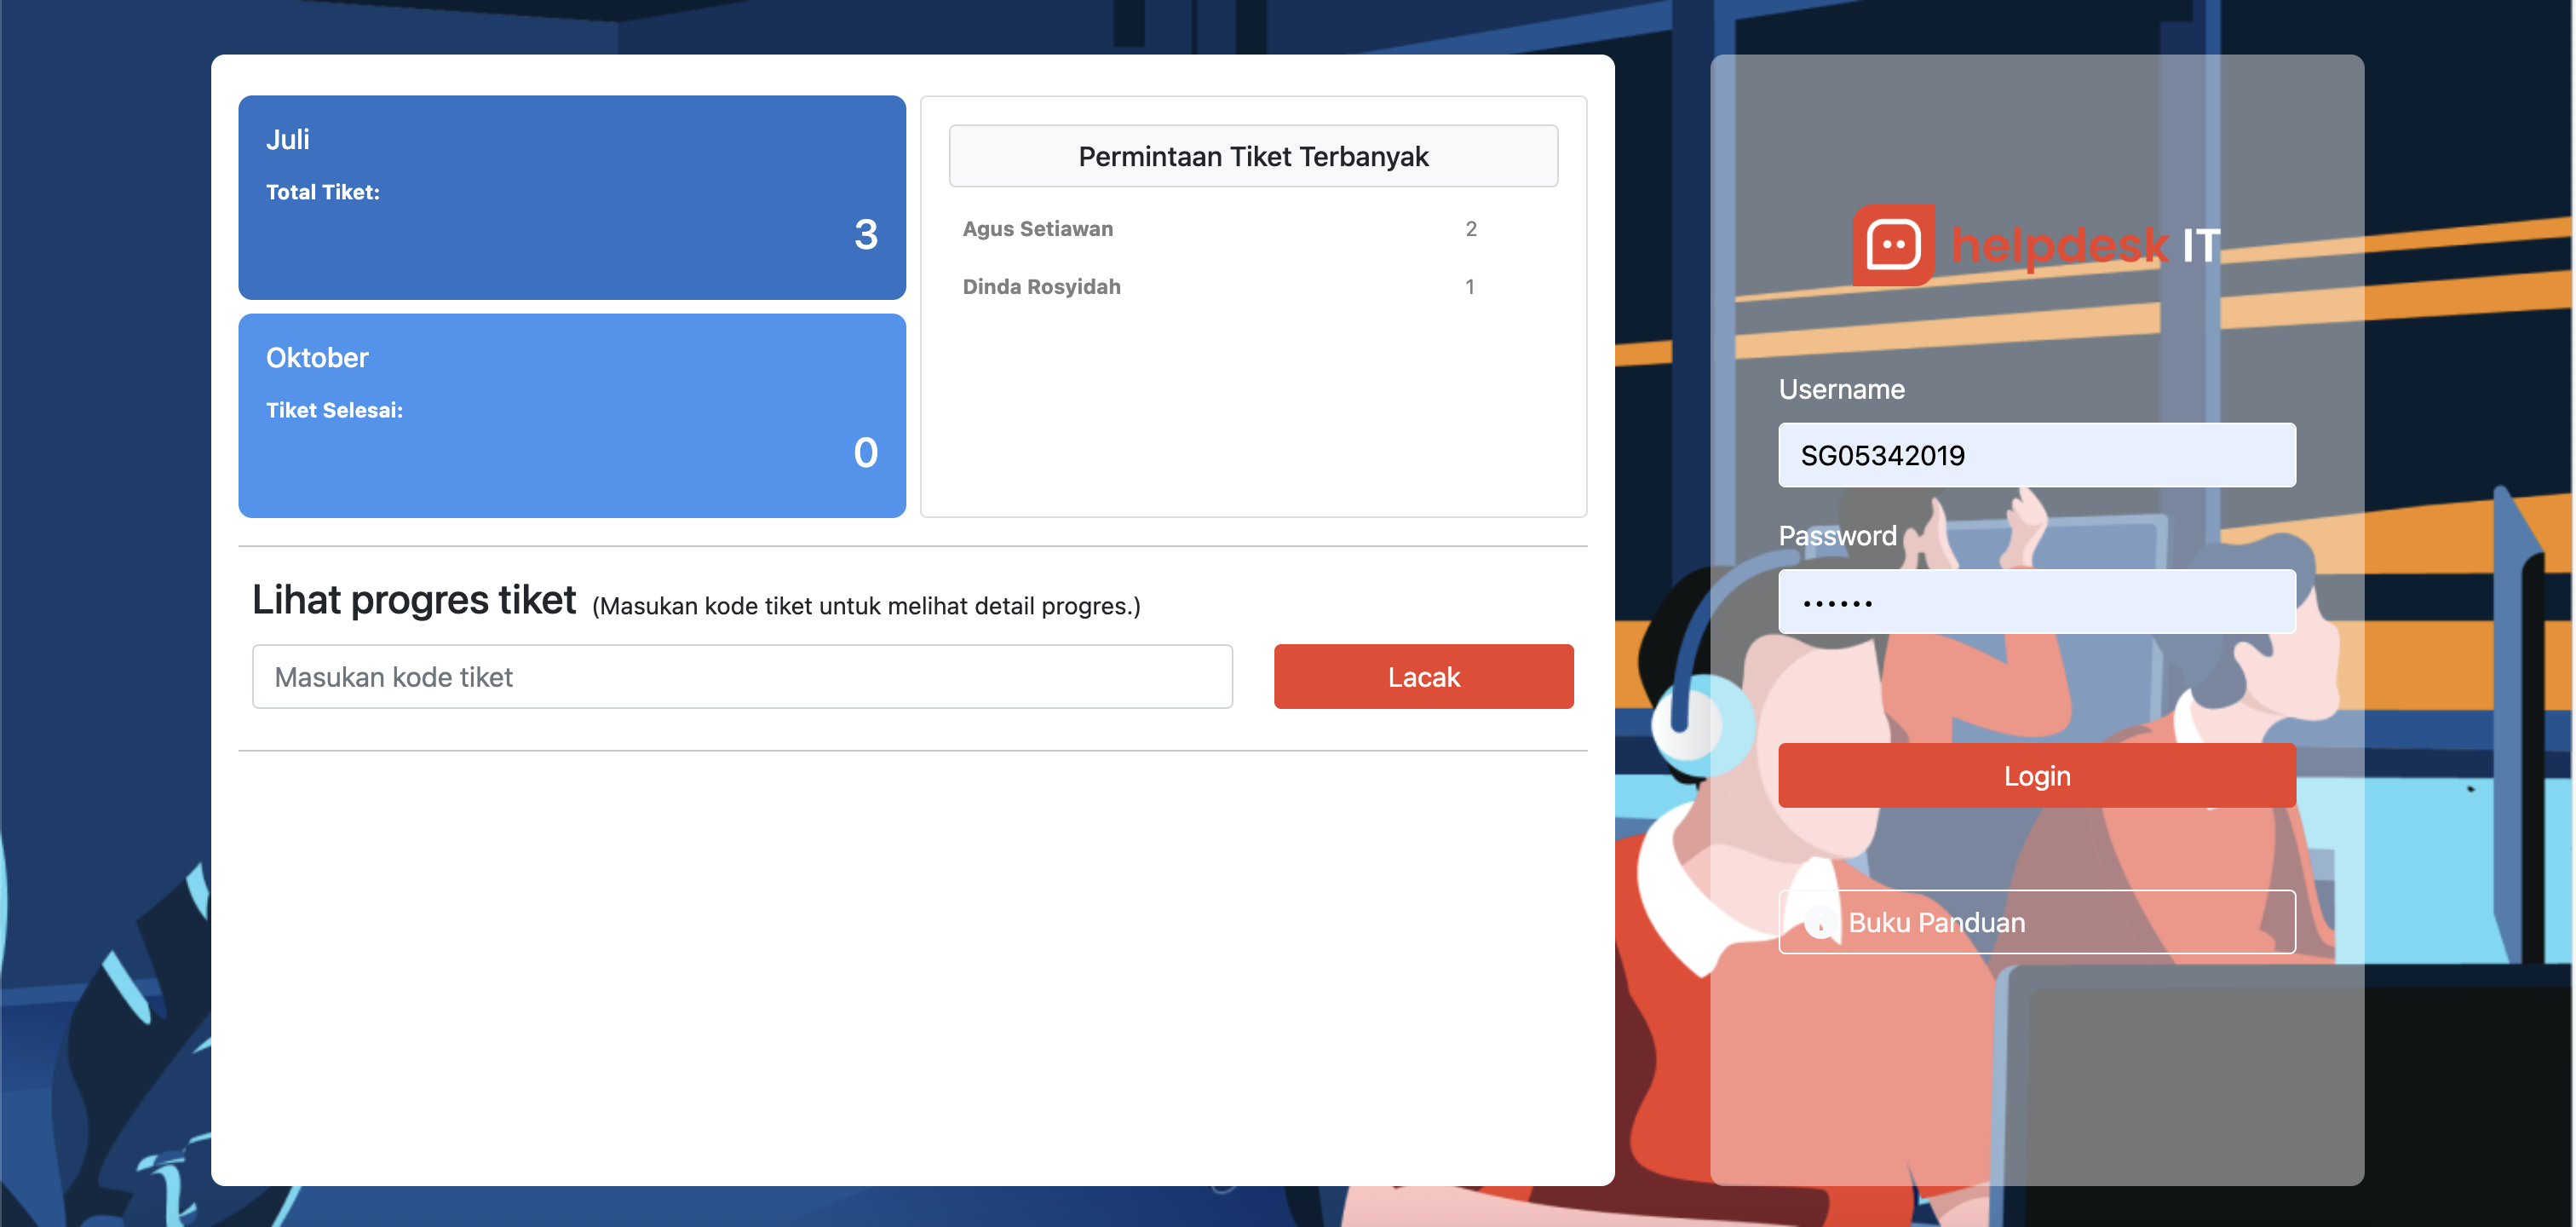 Juli
Total Tiket:
3
Oktober
Tiket Selesai:
0
Permintaan Tiket Terbanyak
Agus Setiawan 2
Dinda Rosyidah 1
Lihat progres tiket (Masukan kode tiket untuk melihat detail progres.)
Masukan kode tiket
Lacak
helpdesk IT
Username
SG05342019
Password
••••••
Login
Buku Panduan